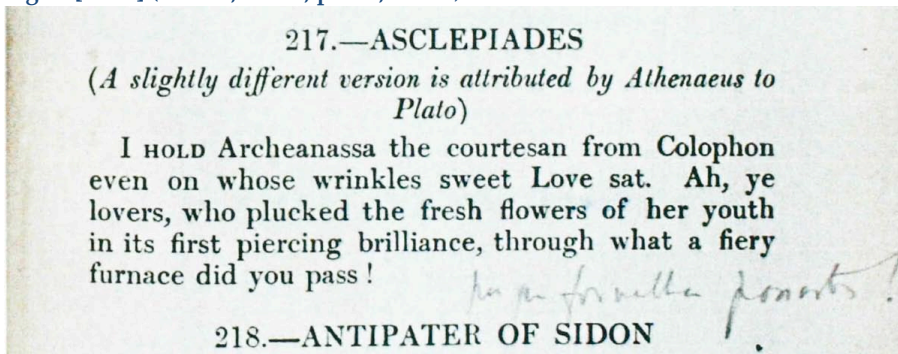 217.—ASCLEPIADES
(A slightly different version is attributed by Athenaeus to
Plato)
I HOLD Archeanassa the courtesan from Colophon
even on whose wrinkles sweet Love sat. Ah, ye
lovers, who plucked the fresh flowers of her youth
in its first piercing brilliance, through what a fiery
furnace did you pass !
218.—ANTIPATER OF SIDON